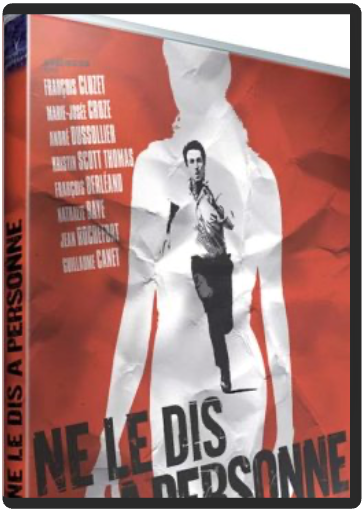 FRANÇOIS CLUZET
MARIE-JOSÉE CROZE
ANDRÉ DUSSOLLIER
KRISTIN SCOTT THOMAS
FRANÇOIS BERLÉAND
NATHALIE BAYE
JEAN ROCHEFORT
GUILLAUME CANET
NE LE DIS
A PERSONNE
NE LE DIS A PERSONNE